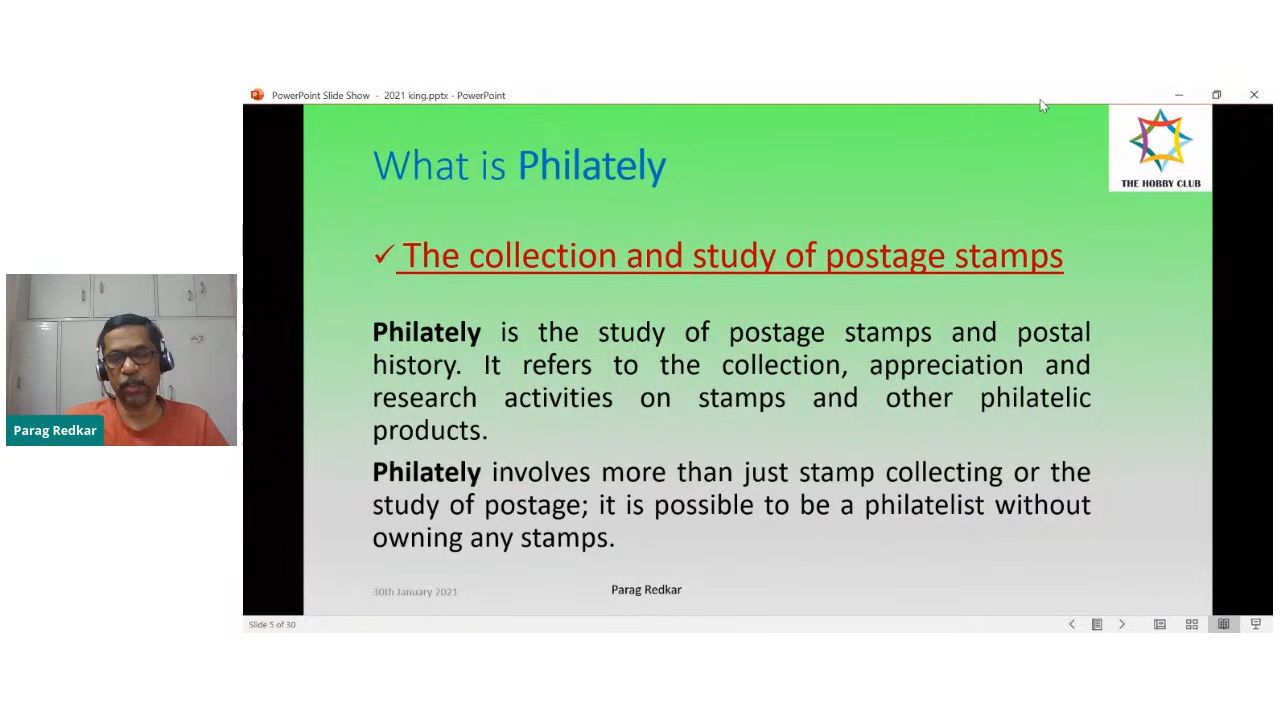 PowerPoint Slide Show - 2021 king.pptx - PowerPoint
THE HOBBY CLUB
What is Philately
✓ The collection and study of postage stamps
Philately is the study of postage stamps and postal
history. It refers to the collection, appreciation and
research activities on stamps and other philatelic
products.
Philately involves more than just stamp collecting or the
study of postage; it is possible to be a philatelist without
owning any stamps.
30th January 2021
Parag Redkar
Slide 5 of 30
Parag Redkar